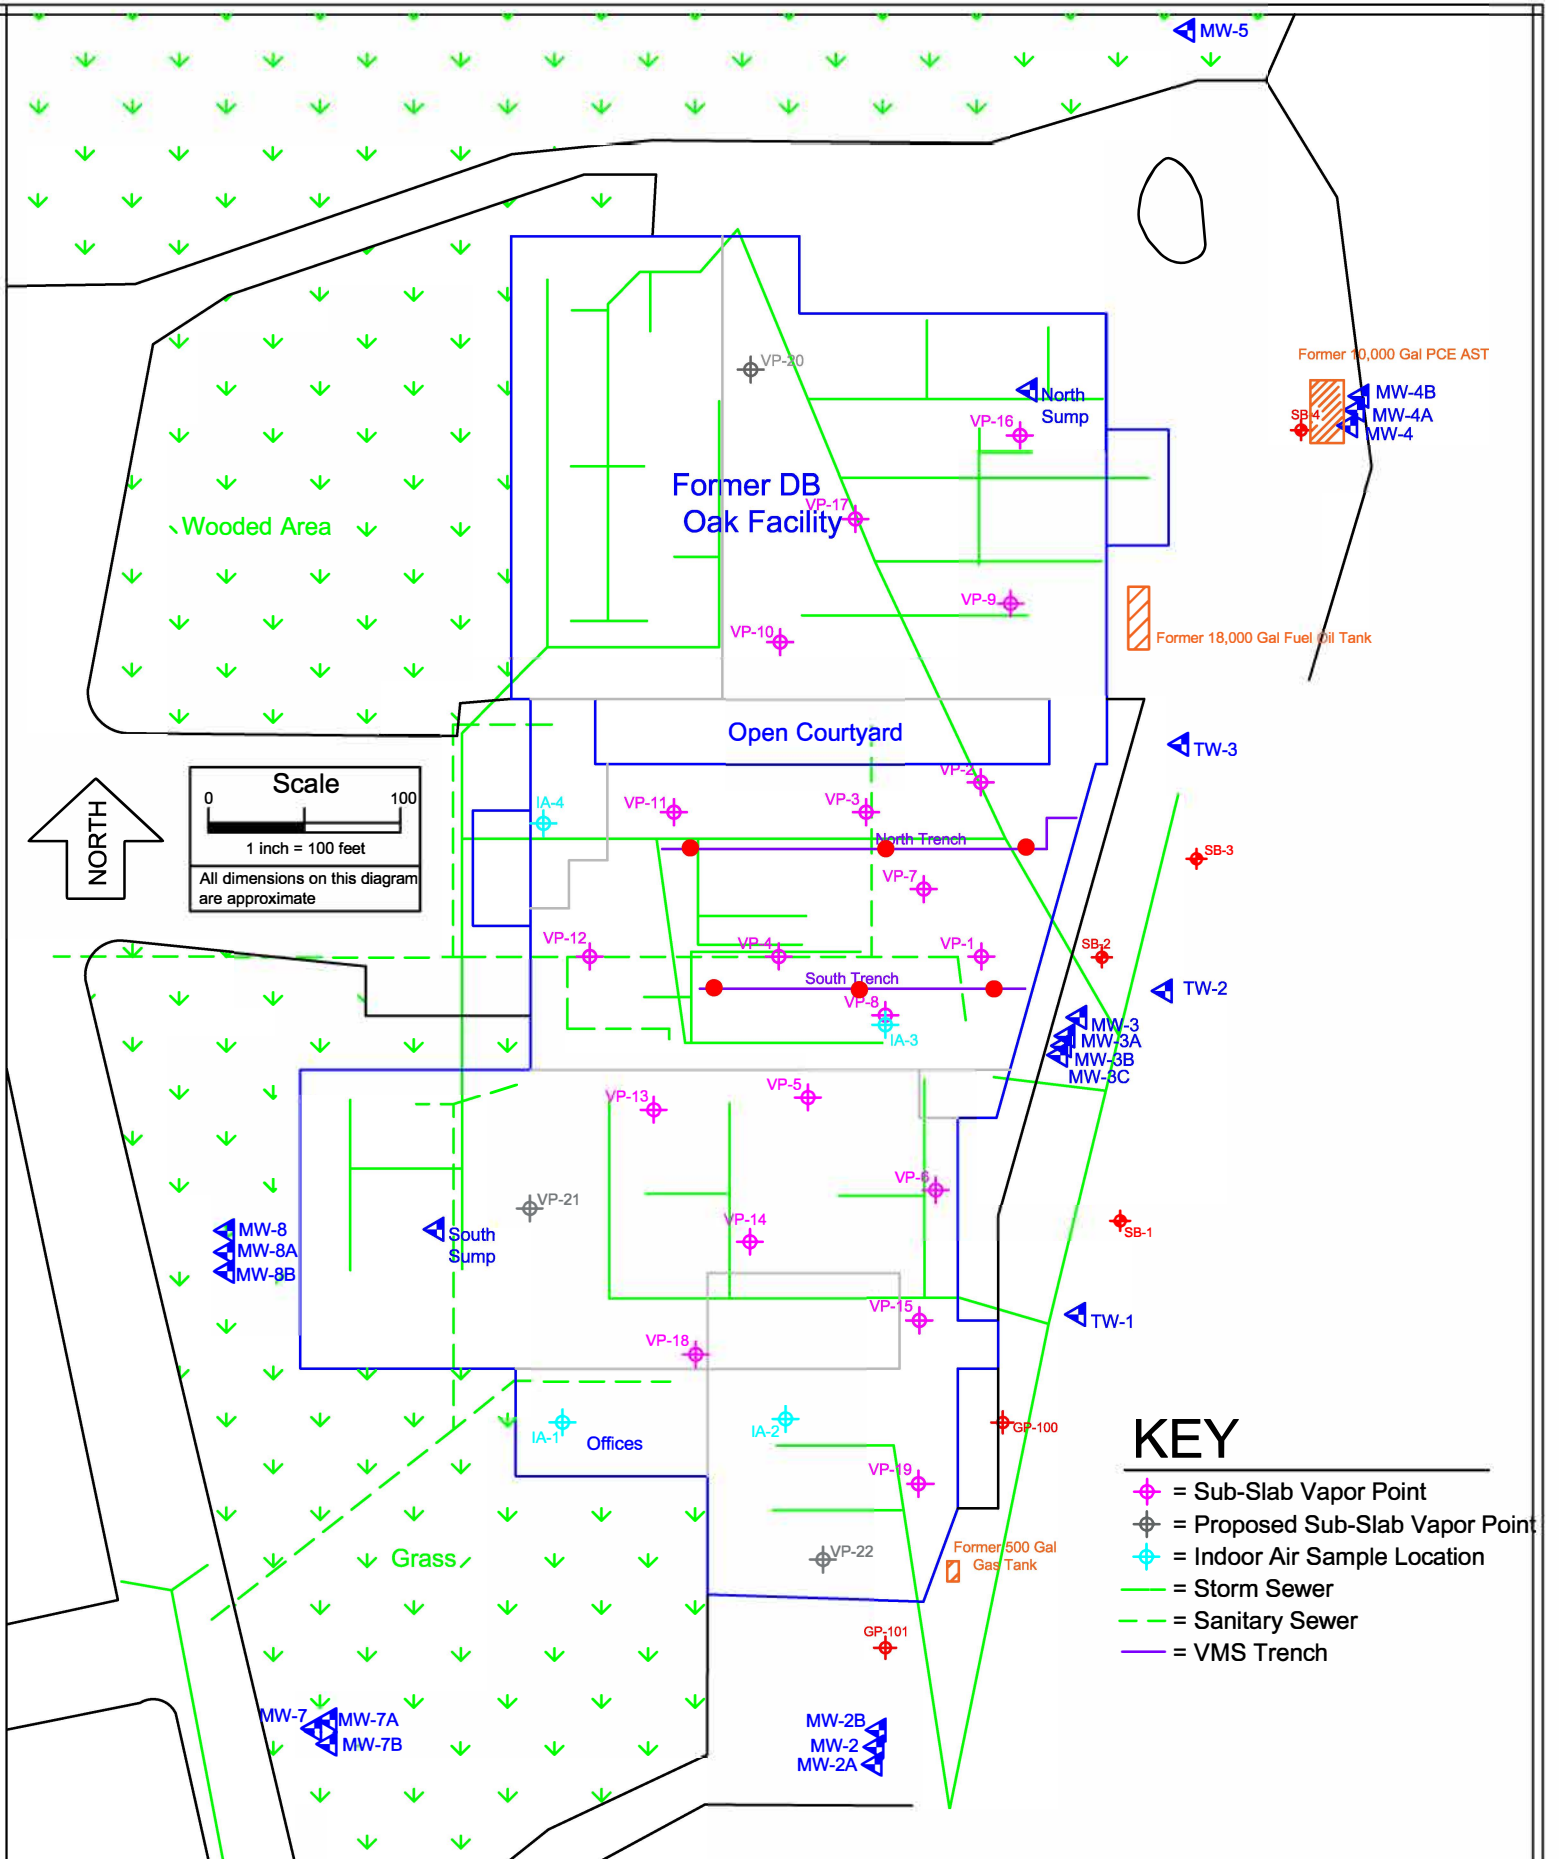 MW-5
Former 10,000 Gal PCE AST
VP-20
MW-4B
North
Sump
SB-4
MW-4A
MW-4
VP-16
Former DB
Oak Facility
VP-17
Wooded Area
VP-9
VP-10
Former 18,000 Gal Fuel Oil Tank
Open Courtyard
TW-3
Scale
0
100
1 inch = 100 feet
All dimensions on this diagram
are approximate
NORTH
IA-4
VP-11
VP-3
VP-2
North Trench
SB-3
VP-7
VP-12
VP-4
VP-1
SB-2
South Trench
TW-2
VP-8
IA-3
MW-3
MW-3A
MW-3B
MW-3C
VP-13
VP-5
VP-6
VP-21
VP-14
SB-1
MW-8
MW-8A
MW-8B
South
Sump
VP-15
TW-1
VP-18
IA-1
Offices
IA-2
GP-100
VP-19
KEY
= Sub-Slab Vapor Point
= Proposed Sub-Slab Vapor Point
= Indoor Air Sample Location
= Storm Sewer
= Sanitary Sewer
= VMS Trench
Grass
VP-22
Former 500 Gal
Gas Tank
GP-101
MW-7
MW-7A
MW-7B
MW-2B
MW-2
MW-2A